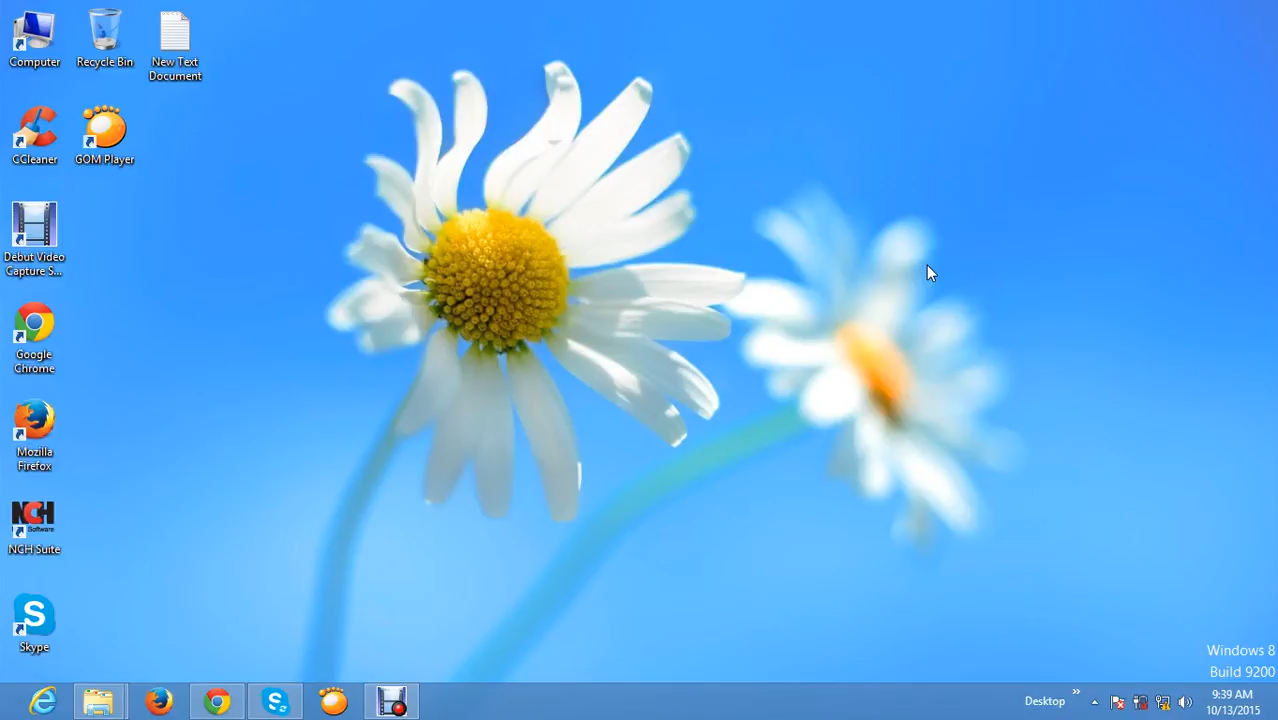 Computer
Recycle Bin
New Text
Document
CCleaner
GOM Player
Debut Video
Capture S...
Google
Chrome
Mozilla
Firefox
NCH
Software
NCH Suite
S
Skype
Windows 8
Build 9200
Desktop
9:39 AM
10/13/2015